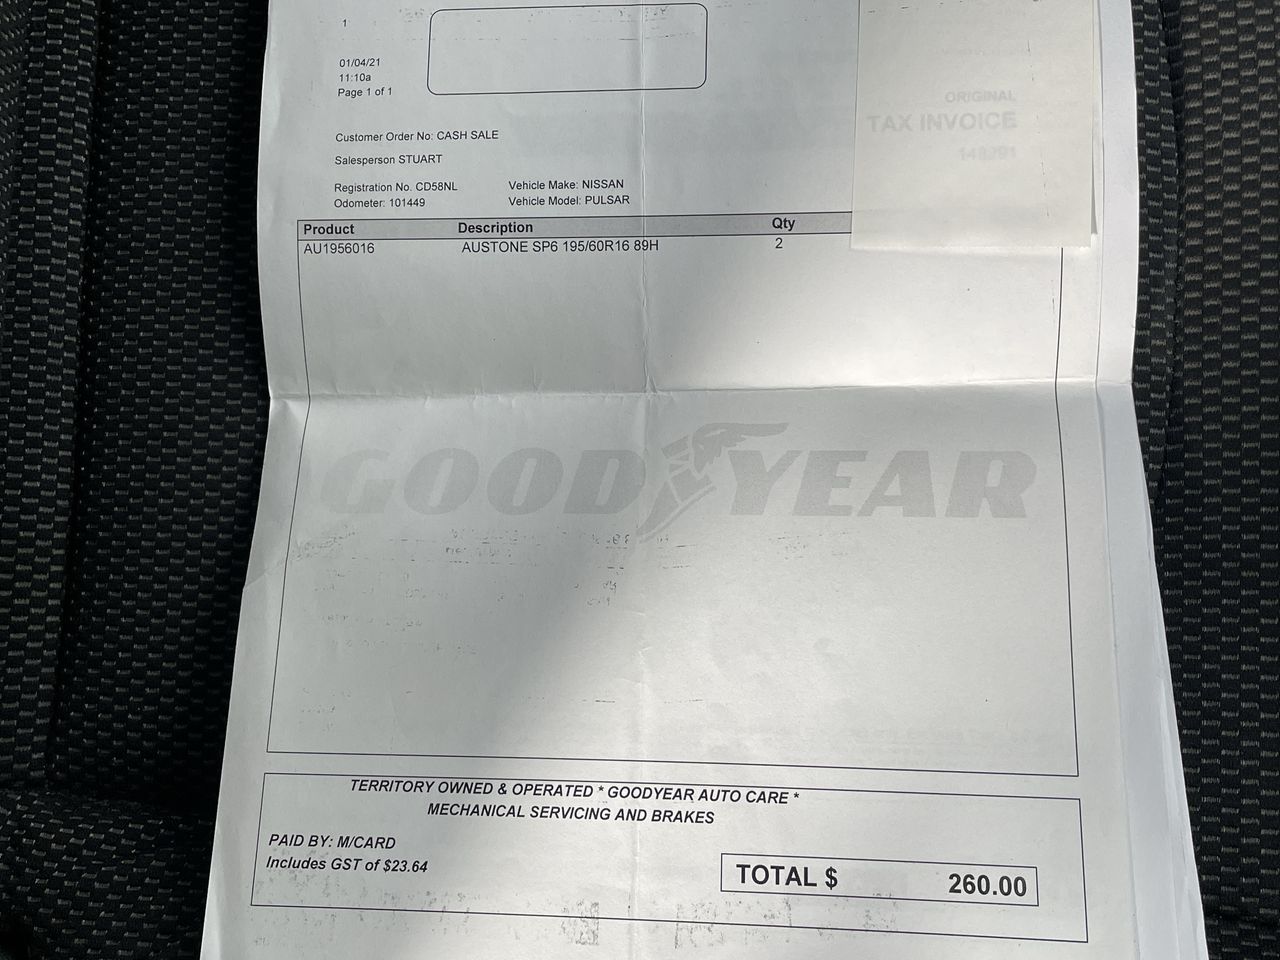 1
01/04/21
11:10a
Page 1 of 1
ORIGINAL
TAX INVOICE
Customer Order No: CASH SALE
Salesperson STUART
Registration No. CD58NL Vehicle Make: NISSAN
Odometer: 101449 Vehicle Model: PULSAR
Product Description Qty
AU1956016 AUSTONE SP6 195/60R16 89H 2
GOODYEAR
TERRITORY OWNED & OPERATED * GOODYEAR AUTO CARE *
MECHANICAL SERVICING AND BRAKES
PAID BY: M/CARD
Includes GST of $23.64
TOTAL $ 260.00